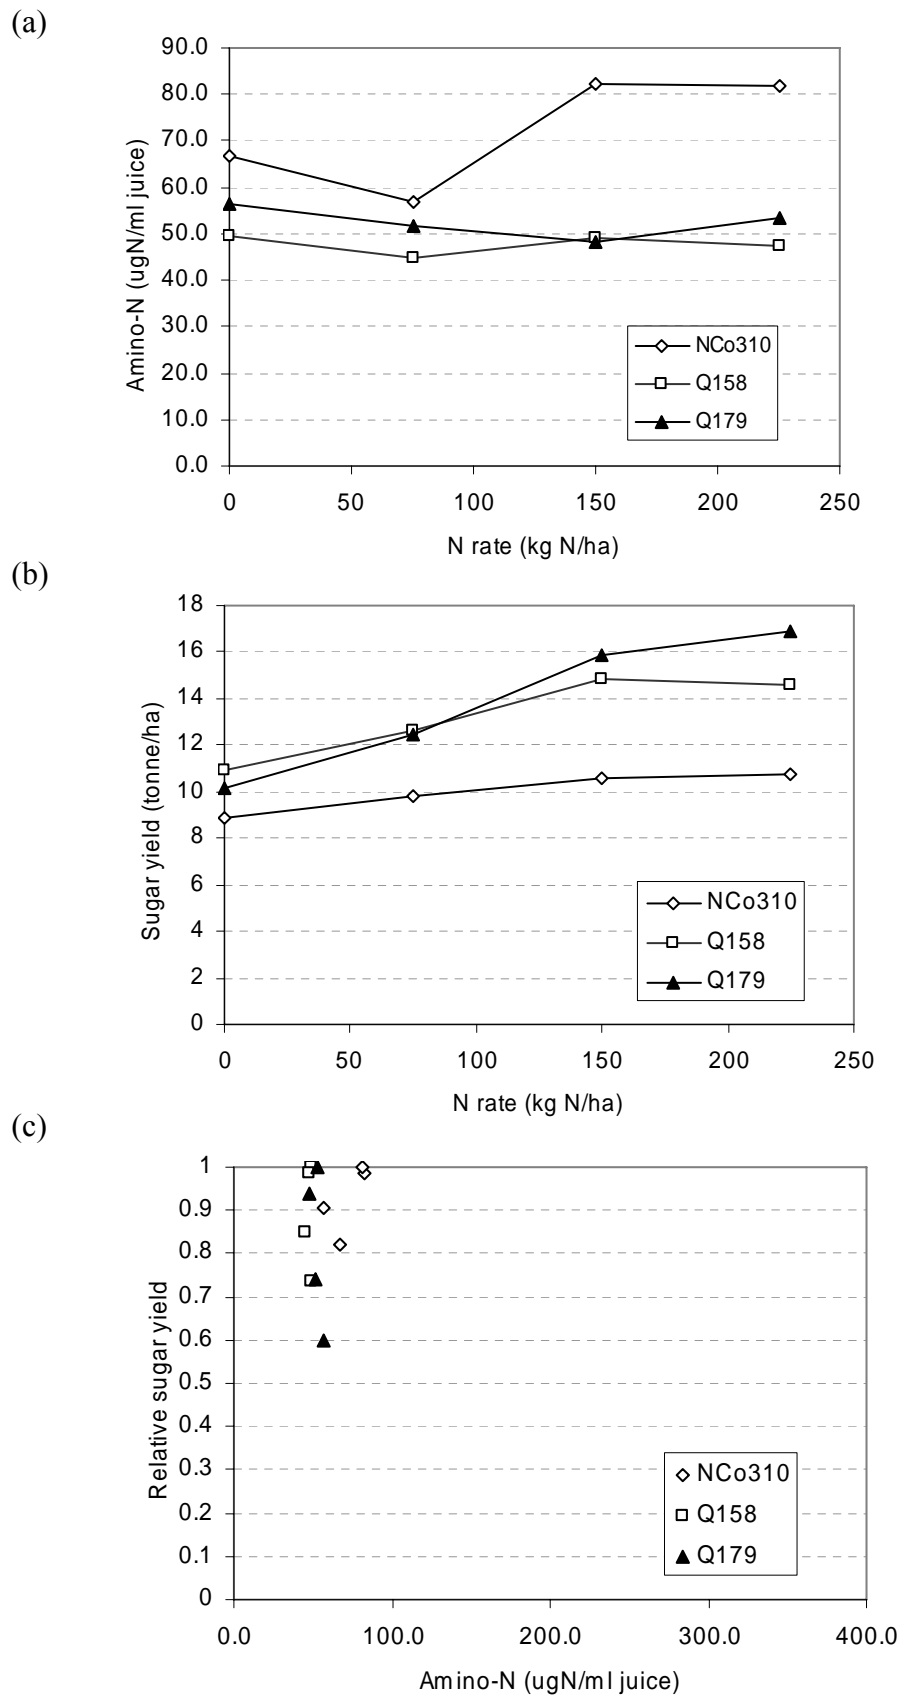 (a)
90.0
80.0
70.0
60.0
50.0
40.0
30.0
20.0
10.0
0.0
Amino-N (ugN/ml juice)
NCo310
Q158
Q179
0 50 100 150 200 250
N rate (kg N/ha)
(b)
18
16
14
12
10
8
6
4
2
0
Sugar yield (tonne/ha)
NCo310
Q158
Q179
0 50 100 150 200 250
N rate (kg N/ha)
(c)
1
0.9
0.8
0.7
0.6
0.5
0.4
0.3
0.2
0.1
0
Relative sugar yield
NCo310
Q158
Q179
0.0 100.0 200.0 300.0 400.0
Amino-N (ugN/ml juice)